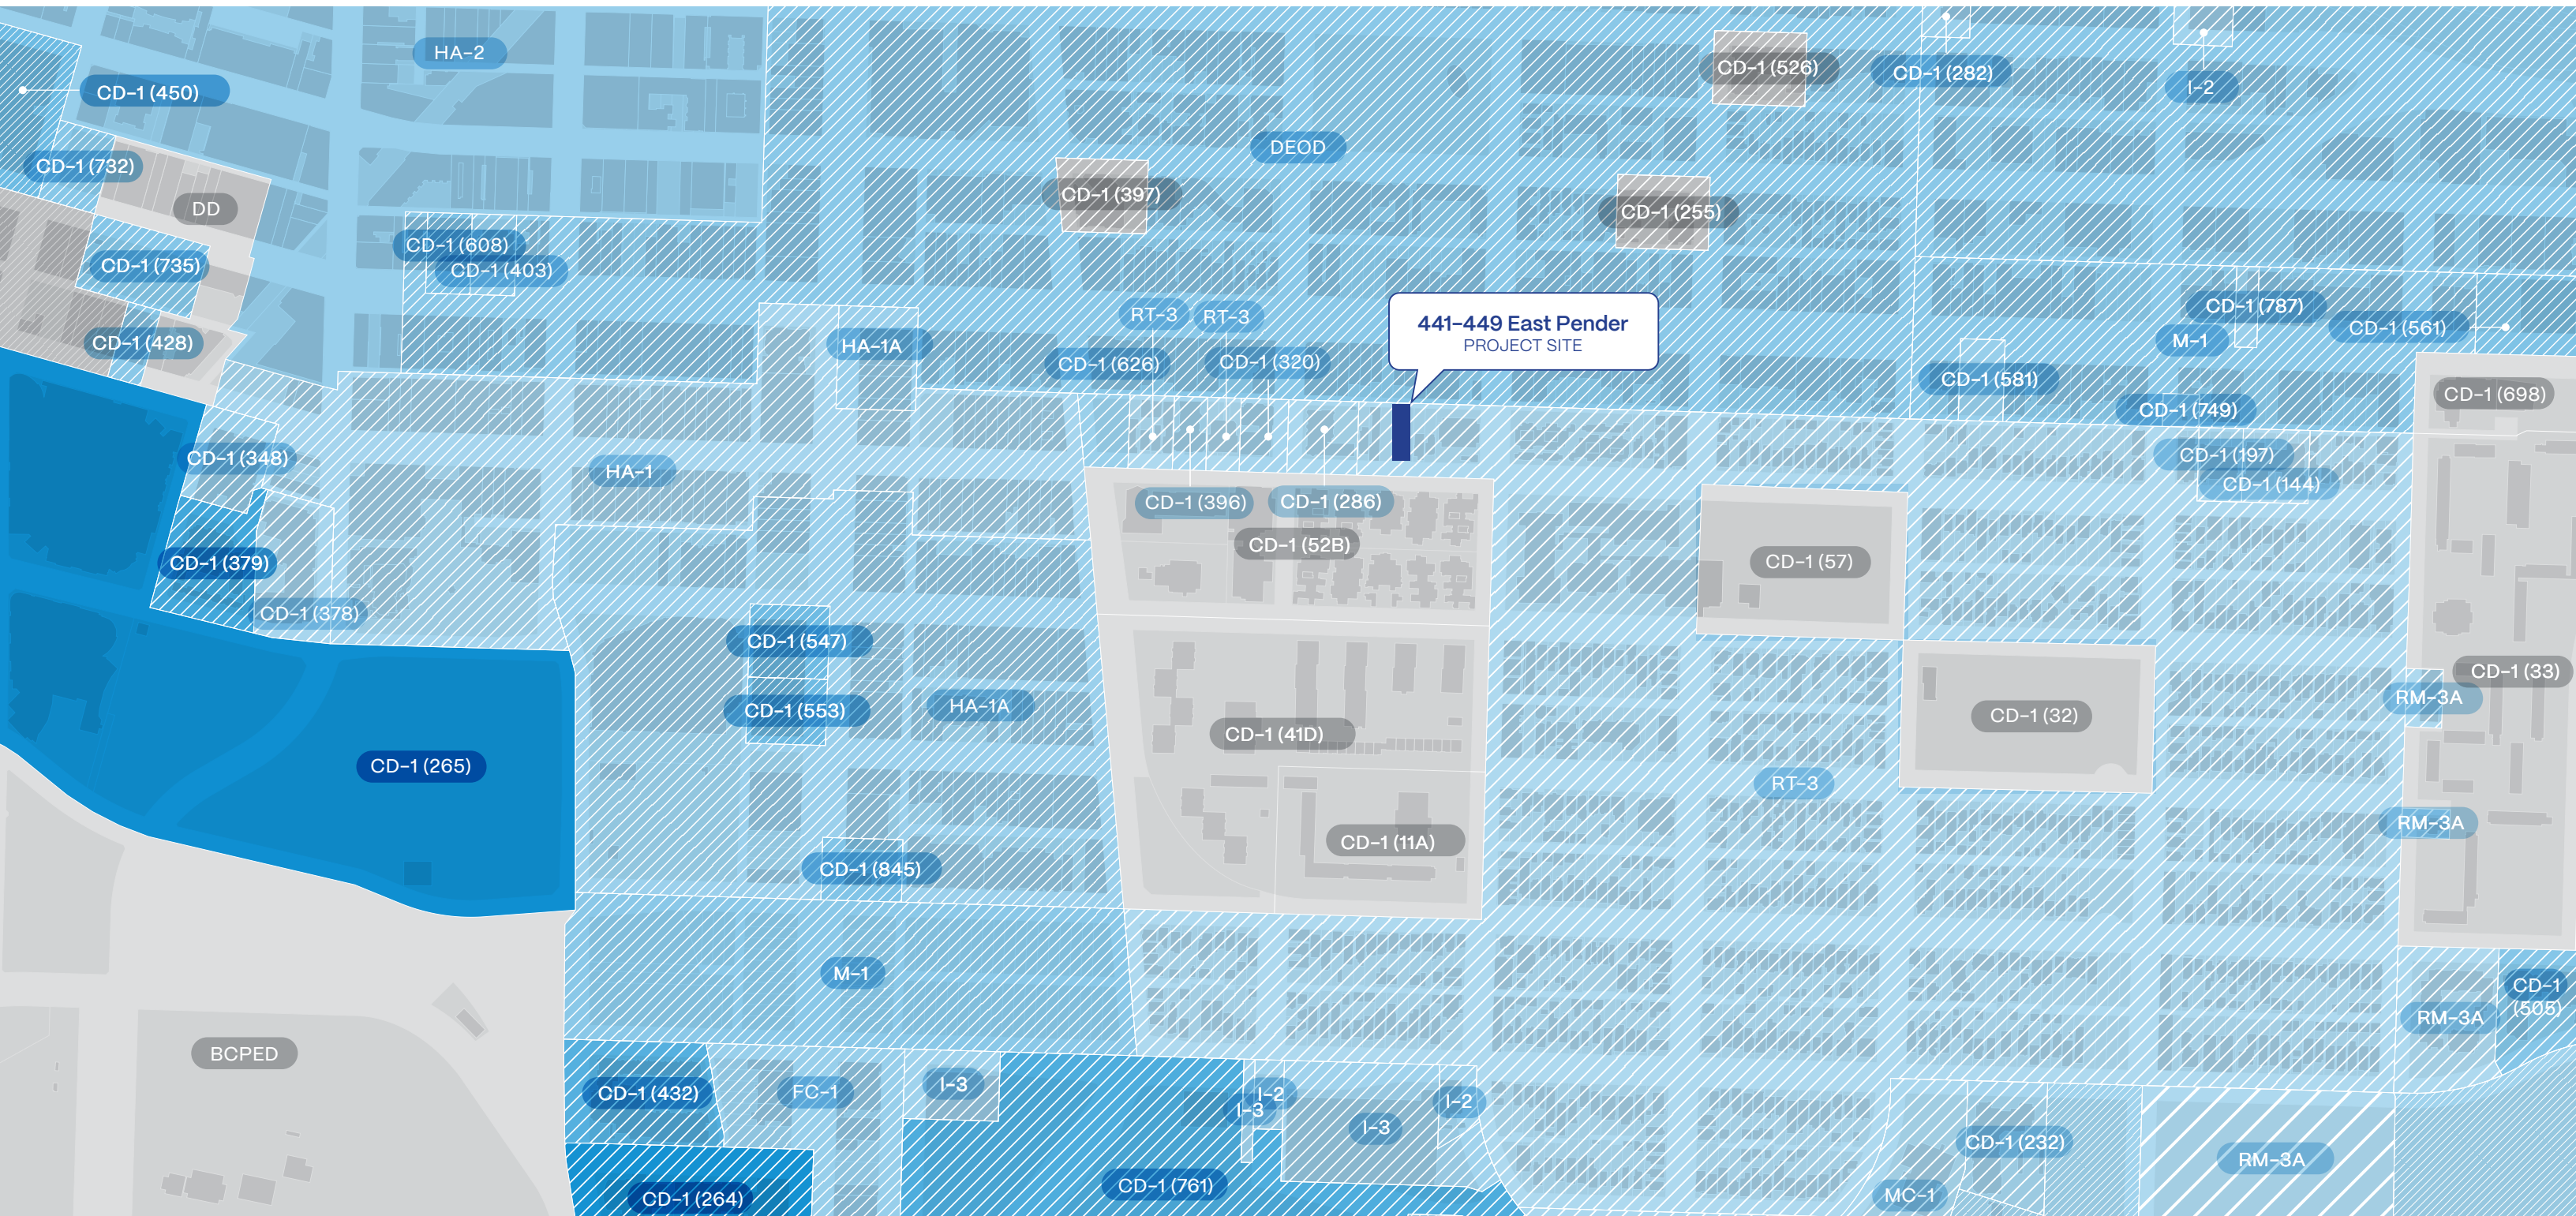 HA-2
CD-1 (450)
CD-1 (526)
CD-1 (282)
I-2
CD-1 (732)
DEOD
DD
CD-1 (397)
CD-1 (255)
CD-1 (608)
CD-1 (403)
CD-1 (735)
CD-1 (428)
HA-1A
RT-3
RT-3
CD-1 (626)
CD-1 (320)
441–449 East Pender
PROJECT SITE
CD-1 (787)
CD-1 (561)
M-1
CD-1 (581)
CD-1 (749)
CD-1 (698)
CD-1 (348)
HA-1
CD-1 (197)
CD-1 (144)
CD-1 (396)
CD-1 (286)
CD-1 (52B)
CD-1 (57)
CD-1 (379)
CD-1 (378)
CD-1 (547)
CD-1 (553)
HA-1A
CD-1 (33)
RM-3A
CD-1 (32)
CD-1 (41D)
CD-1 (265)
RT-3
RM-3A
CD-1 (11A)
CD-1 (845)
M-1
CD-1
(505)
RM-3A
BCPED
CD-1 (432)
FC-1
I-3
I-2
I-3
I-3
I-2
CD-1 (232)
RM-3A
CD-1 (264)
CD-1 (761)
MC-1